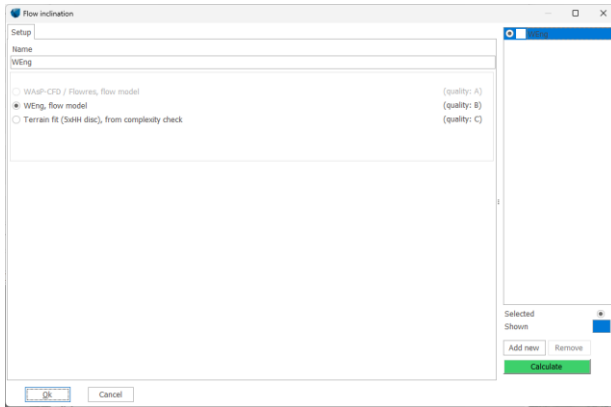 Flow inclination
Setup
Name
WEng
WAsP-CFD / Flowres, flow model (quality: A)
WEng, flow model (quality: B)
Terrain fit (5xHH disc), from complexity check (quality: C)
WEng
Selected
Shown
Add new Remove
Calculate
Ok Cancel